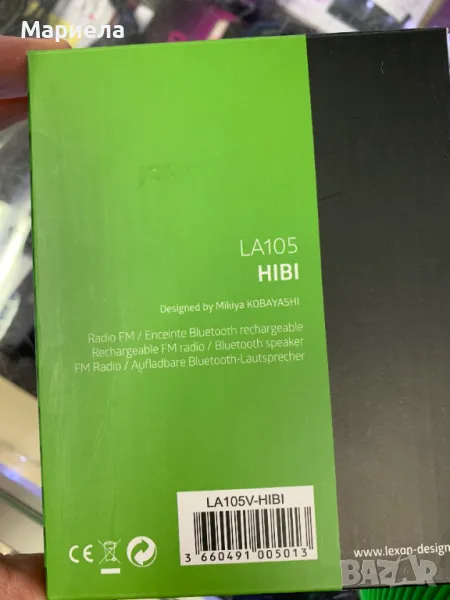 Мариела
LA105
HIBI
Designed by Mikiya KOBAYASHI
Radio FM / Enceinte Bluetooth rechargeable
Rechargeable FM radio / Bluetooth speaker
FM Radio / Aufladbare Bluetooth-Lautsprecher
LA105V-HIBI
3 660491 005013
www.lexon-design
BAZAR